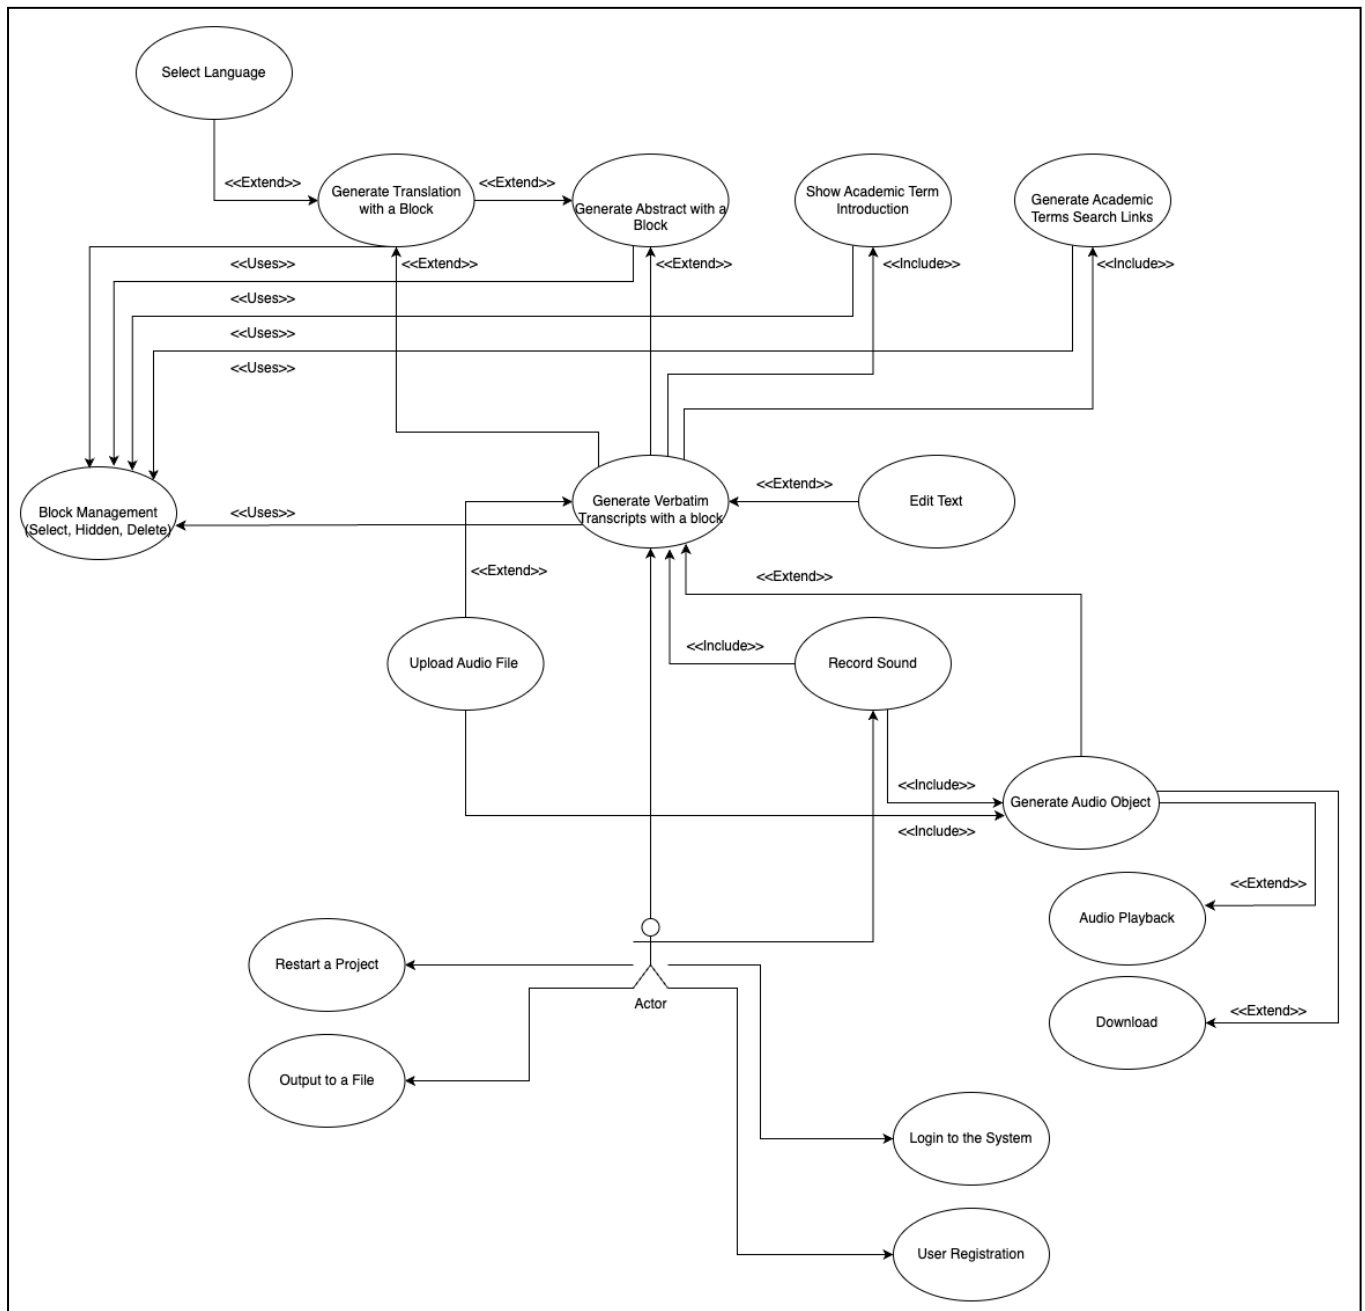 Select Language
<<Extend>>
<<Extend>>
Generate Translation
with a Block
Generate Abstract with a
Block
Show Academic Term
Introduction
Generate Academic
Terms Search Links
<<Uses>>
<<Extend>>
<<Extend>>
<<Include>>
<<Include>>
<<Uses>>
<<Uses>>
<<Uses>>
Block Management
(Select, Hidden, Delete)
<<Uses>>
Generate Verbatim
Transcripts with a block
<<Extend>>
Edit Text
<<Extend>>
<<Extend>>
Upload Audio File
<<Include>>
Record Sound
<<Include>>
Generate Audio Object
<<Include>>
<<Extend>>
Audio Playback
Restart a Project
Actor
<<Extend>>
Download
Output to a File
Login to the System
User Registration